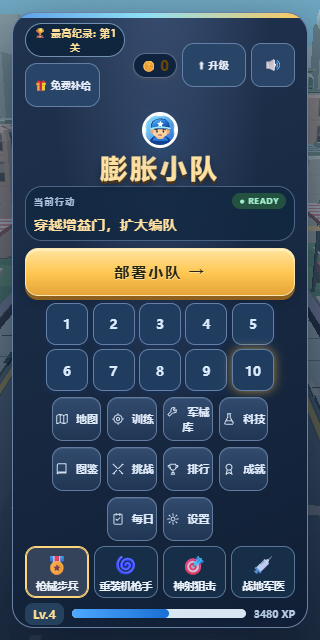 最高纪录: 第1
关
0
升级
免费补给
膨胀小队
当前行动
READY
穿越增益门，扩大编队
部署小队 →
1 2 3 4 5
6 7 8 9 10
地图 训练 军械
库 科技
图鉴 挑战 排行 成就
每日 设置
枪械步兵 重装机枪手 神射狙击 战地军医
Lv.4 3480 XP